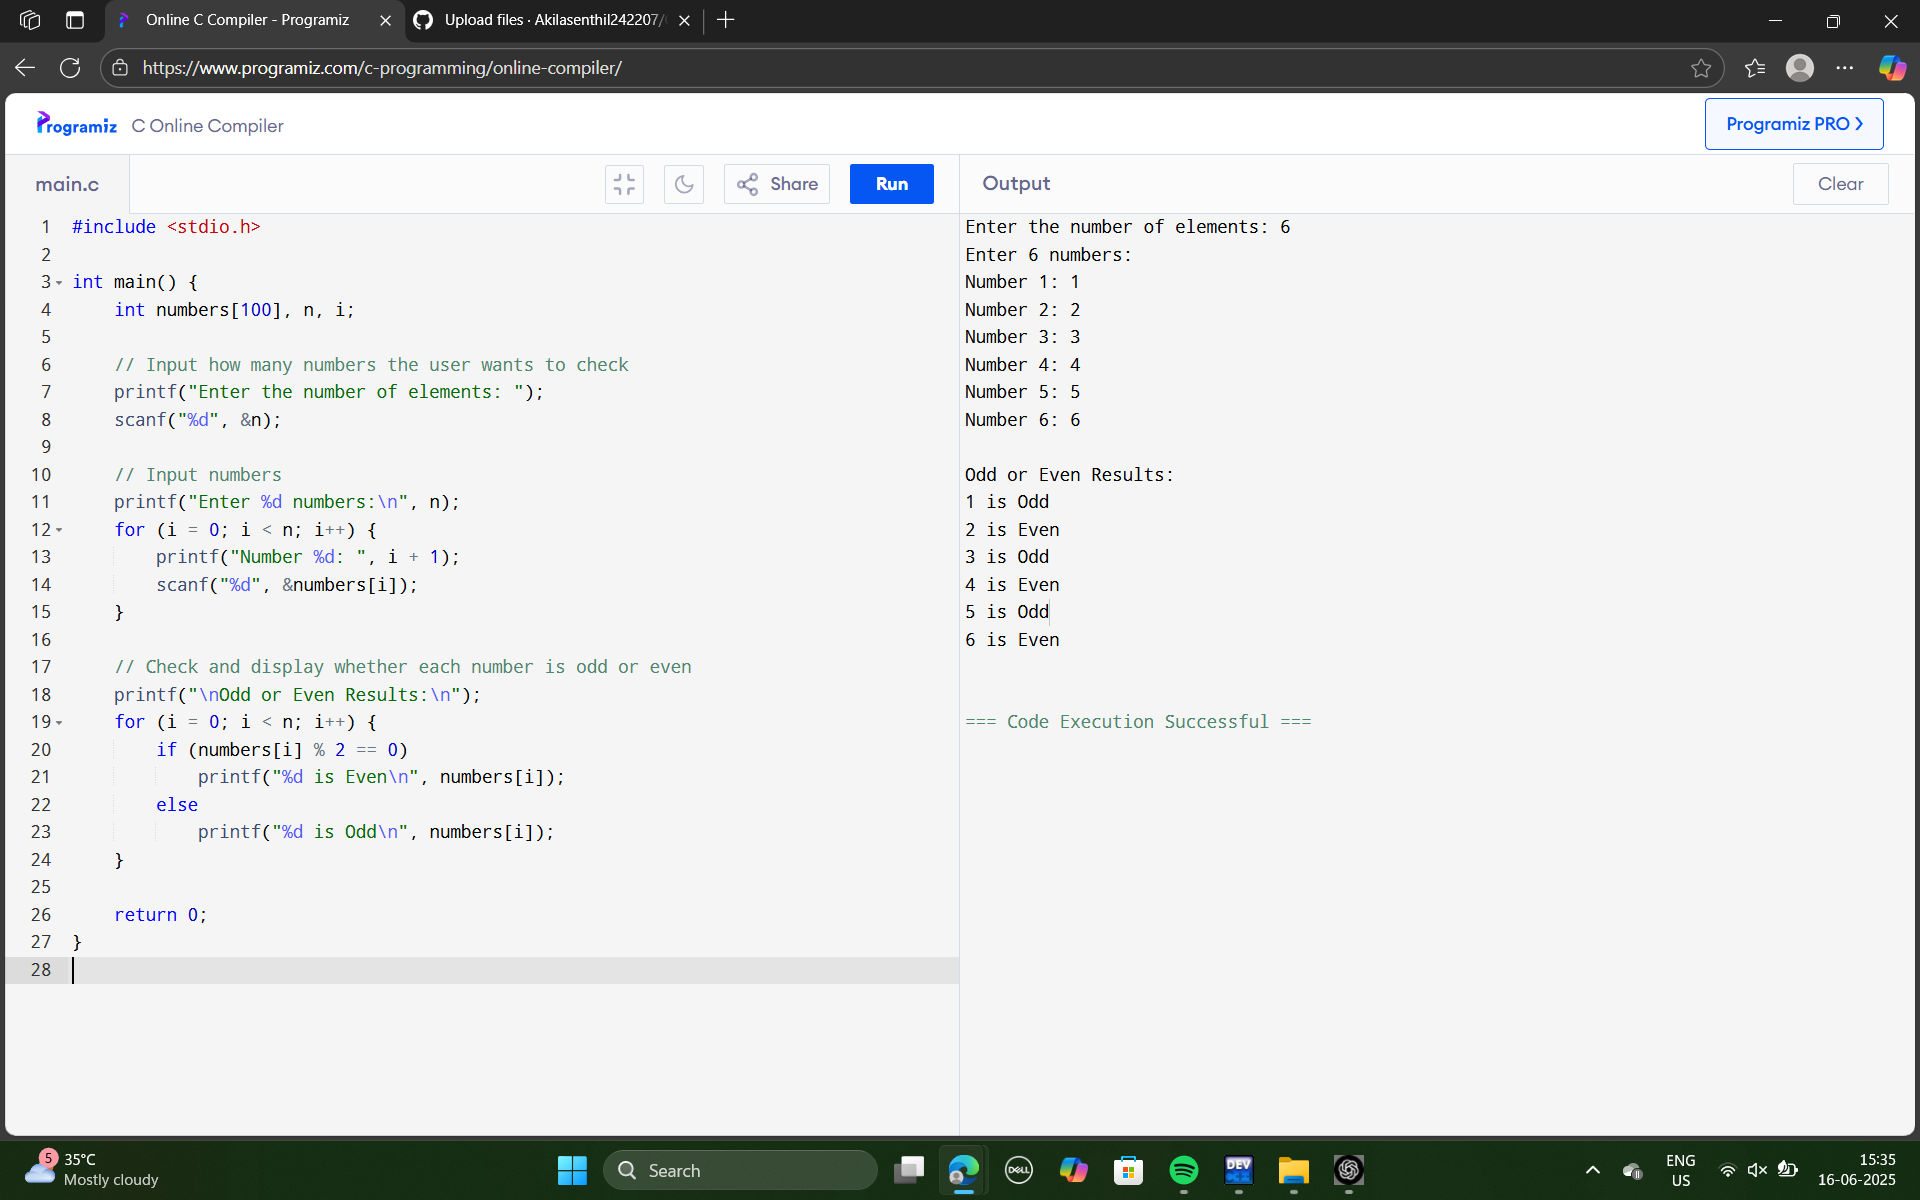 Online C Compiler - Programiz
Upload files · Akilasenthil242207/
https://www.programiz.com/c-programming/online-compiler/
Programiz C Online Compiler
Programiz PRO ❯
main.c
Share
Run
Output
Clear
1 #include <stdio.h>
2
3 int main() {
4     int numbers[100], n, i;
5
6     // Input how many numbers the user wants to check
7     printf("Enter the number of elements: ");
8     scanf("%d", &n);
9
10     // Input numbers
11     printf("Enter %d numbers:\n", n);
12     for (i = 0; i < n; i++) {
13         printf("Number %d: ", i + 1);
14         scanf("%d", &numbers[i]);
15     }
16
17     // Check and display whether each number is odd or even
18     printf("\nOdd or Even Results:\n");
19     for (i = 0; i < n; i++) {
20         if (numbers[i] % 2 == 0)
21             printf("%d is Even\n", numbers[i]);
22         else
23             printf("%d is Odd\n", numbers[i]);
24     }
25
26     return 0;
27 }
28
Enter the number of elements: 6
Enter 6 numbers:
Number 1: 1
Number 2: 2
Number 3: 3
Number 4: 4
Number 5: 5
Number 6: 6
Odd or Even Results:
1 is Odd
2 is Even
3 is Odd
4 is Even
5 is Odd
6 is Even
=== Code Execution Successful ===
5
35°C
Mostly cloudy
Search
DELL
DEV
C++
ENG
US
15:35
16-06-2025